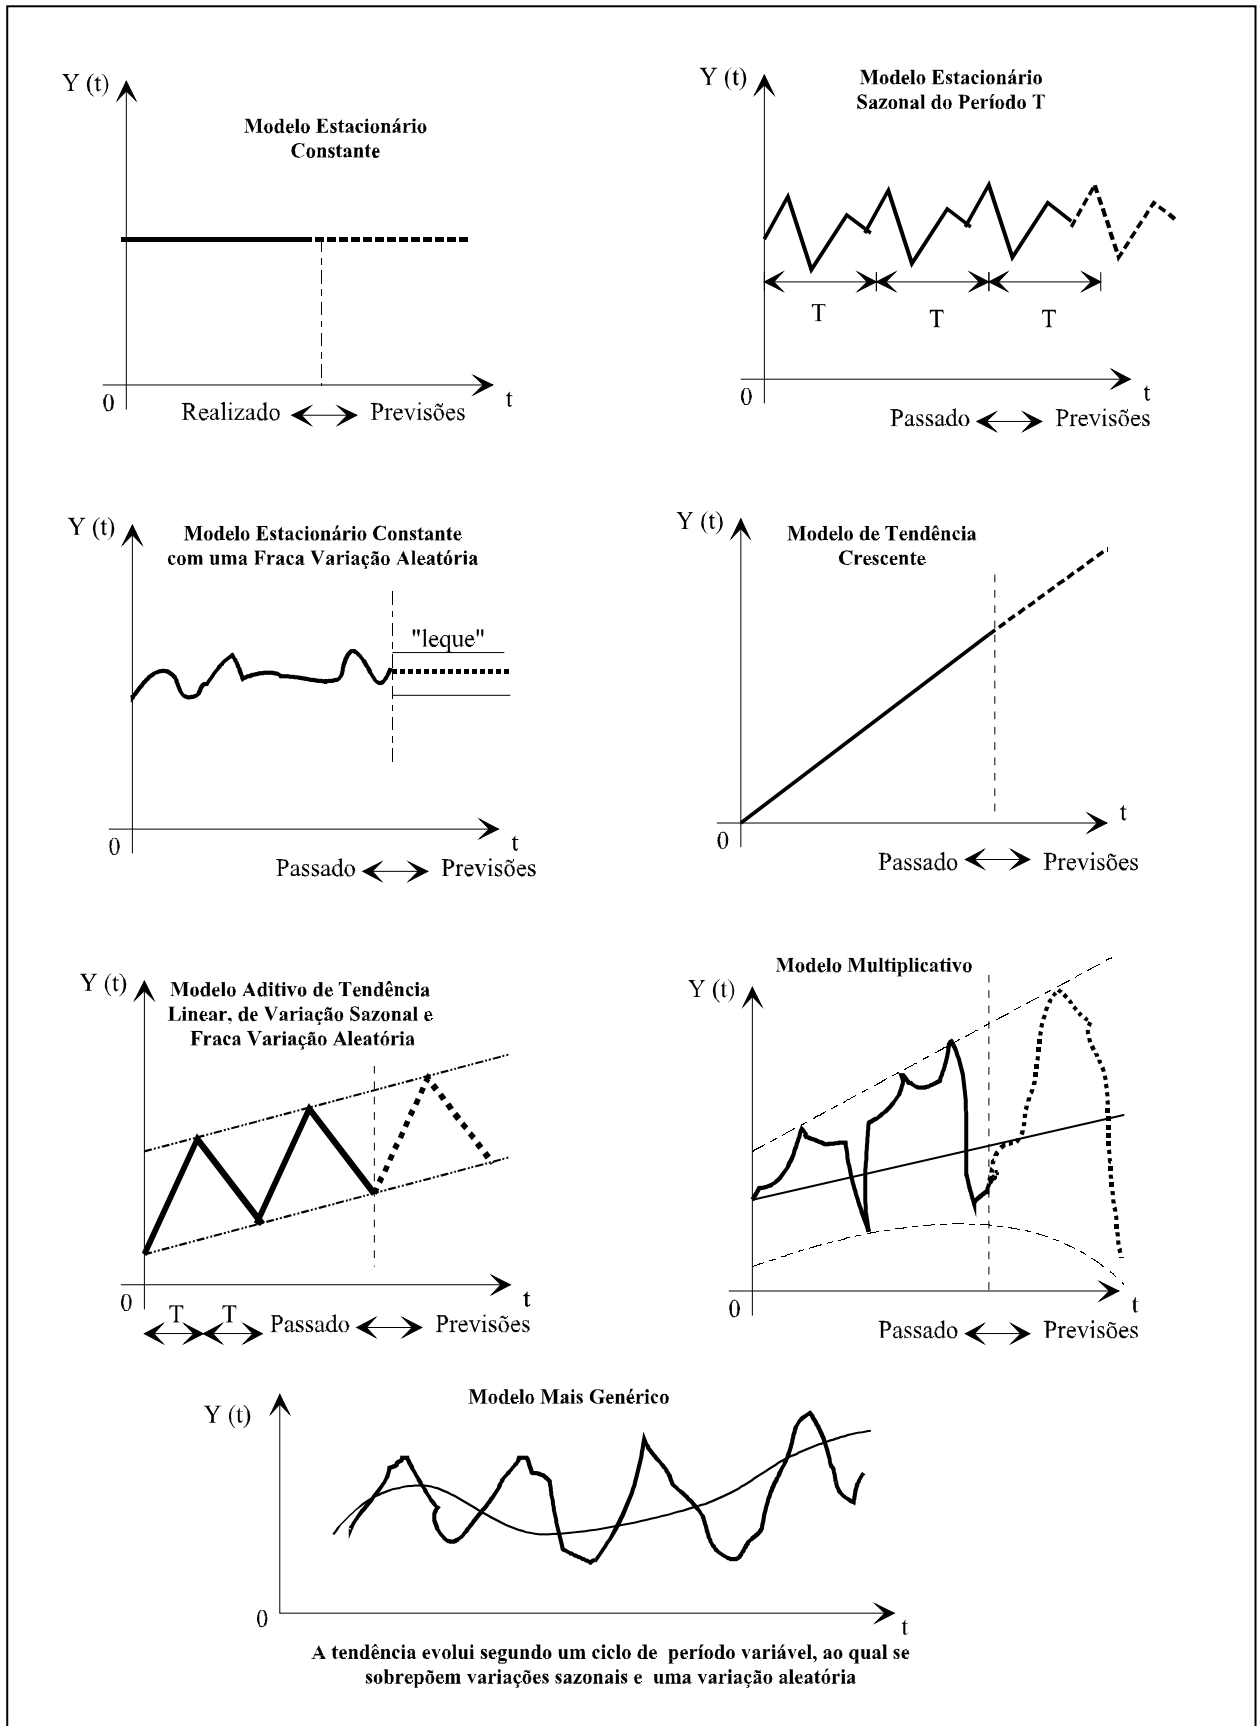 Y (t)
Modelo Estacionário
Constante
0
t
Realizado
Previsões
Y (t)
Modelo Estacionário
Sazonal do Período T
T
T
T
0
t
Passado
Previsões
Y (t)
Modelo Estacionário Constante
com uma Fraca Variação Aleatória
"leque"
0
t
Passado
Previsões
Y (t)
Modelo de Tendência
Crescente
0
t
Passado
Previsões
Y (t)
Modelo Aditivo de Tendência
Linear, de Variação Sazonal e
Fraca Variação Aleatória
0
t
T
T
Passado
Previsões
Modelo Multiplicativo
Y (t)
0
t
Passado
Previsões
Modelo Mais Genérico
Y (t)
0
t
A tendência evolui segundo um ciclo de período variável, ao qual se
sobrepõem variações sazonais e uma variação aleatória